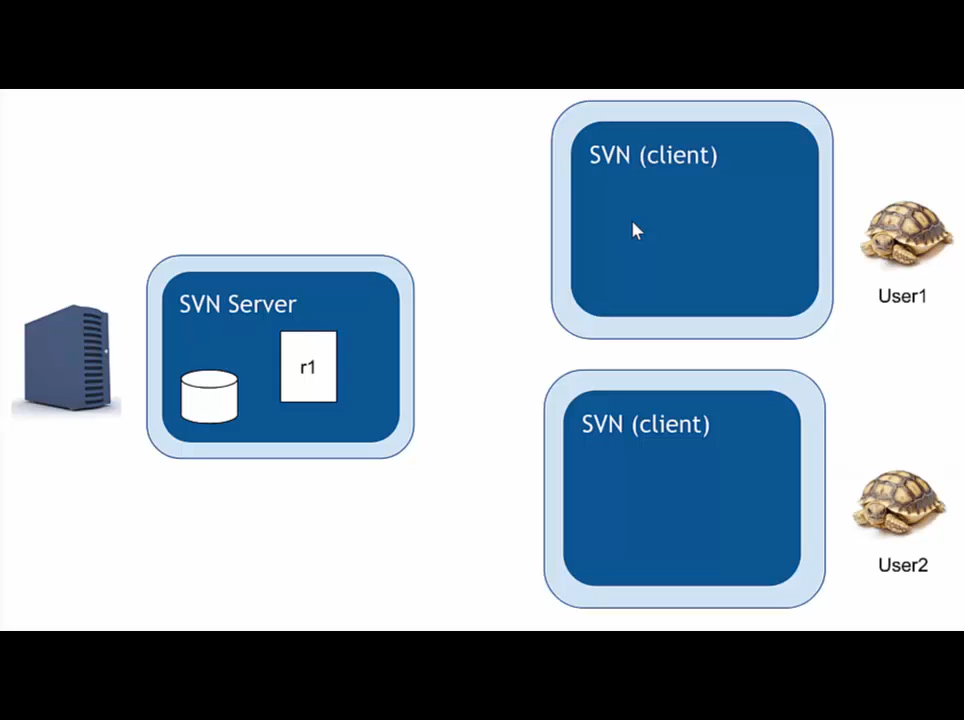 SVN (client)
User1
SVN Server
r1
SVN (client)
User2